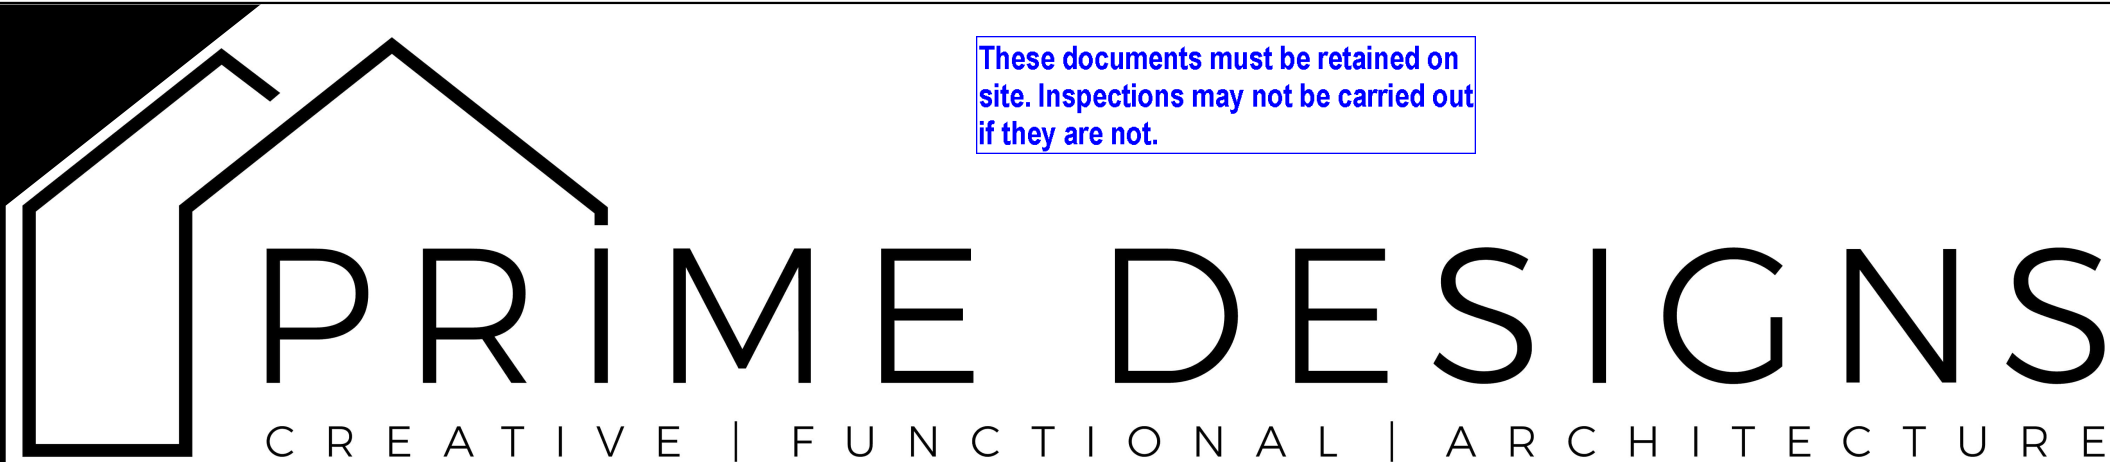 These documents must be retained on
site. Inspections may not be carried out
if they are not.
PRIME DESIGNS
CREATIVE | FUNCTIONAL | ARCHITECTURE